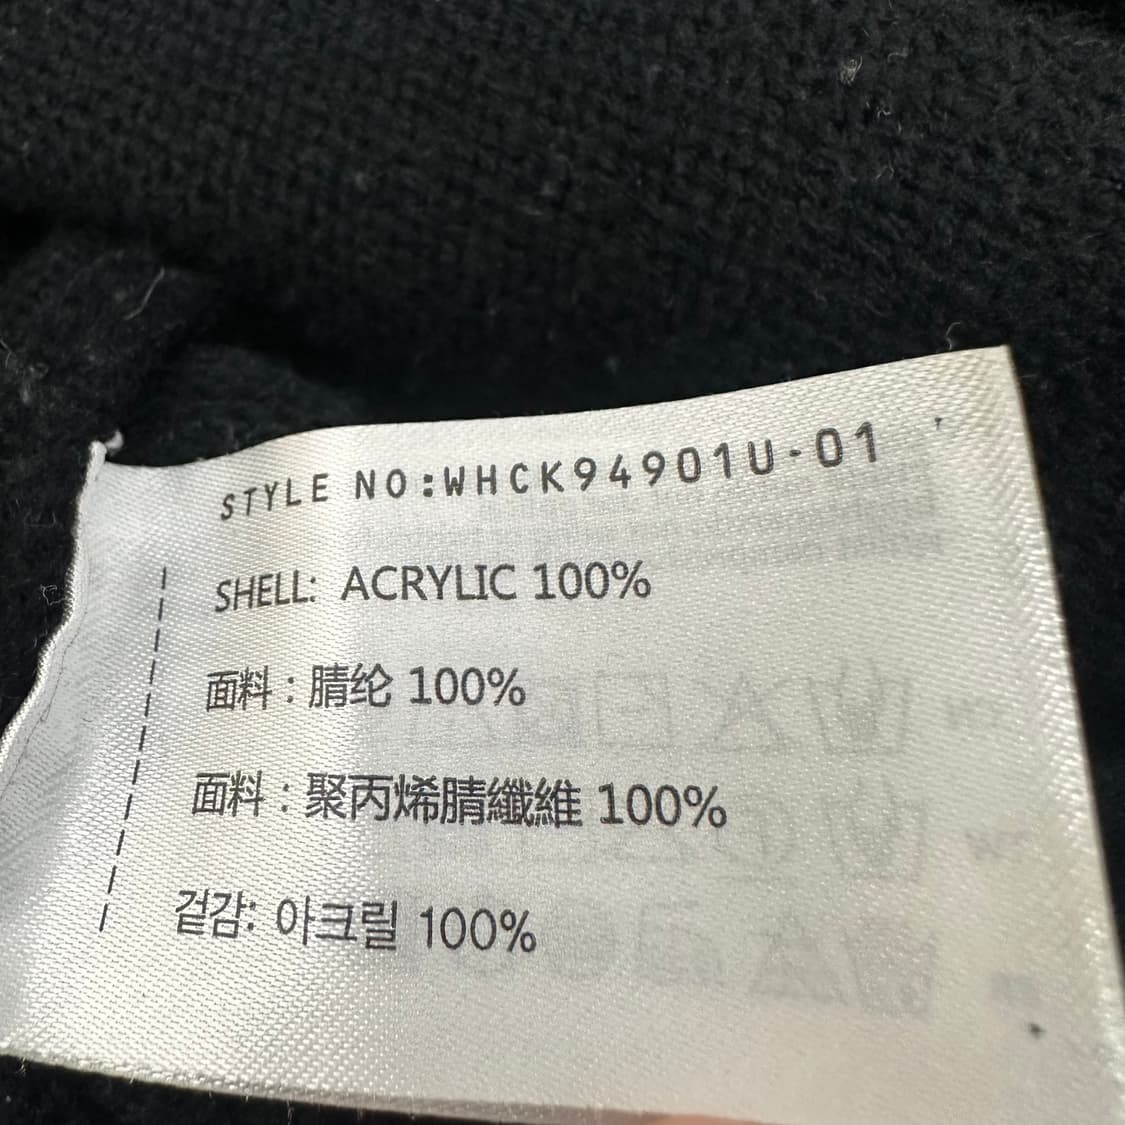 STYLE NO:WHCK94901U-01
SHELL: ACRYLIC 100%
面料：腈纶 100%
面料：聚丙烯腈纖維 100%
겉감: 아크릴 100%